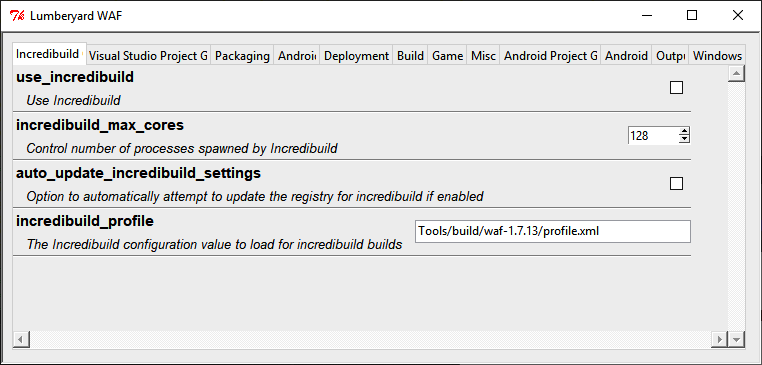 Lumberyard WAF
Incredibuild Visual Studio Project G Packaging Android Deployment Build Game Misc Android Project G Android Outpu Windows
use_incredibuild
Use Incredibuild
incredibuild_max_cores
128
Control number of processes spawned by Incredibuild
auto_update_incredibuild_settings
Option to automatically attempt to update the registry for incredibuild if enabled
incredibuild_profile
Tools/build/waf-1.7.13/profile.xml
The Incredibuild configuration value to load for incredibuild builds